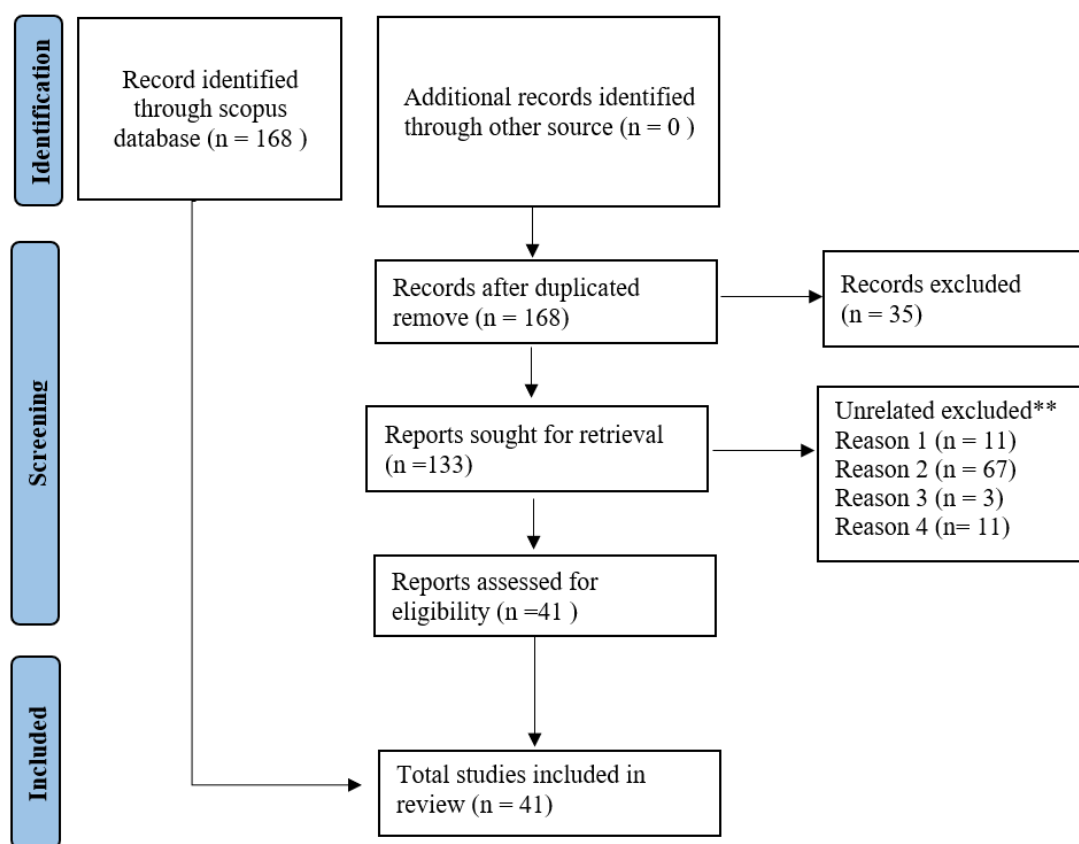 Identification
Record identified
through scopus
database (n = 168 )
Additional records identified
through other source (n = 0 )
Screening
Records after duplicated
remove (n = 168)
Records excluded
(n = 35)
Reports sought for retrieval
(n =133)
Unrelated excluded**
Reason 1 (n = 11)
Reason 2 (n = 67)
Reason 3 (n = 3)
Reason 4 (n= 11)
Reports assessed for
eligibility (n =41 )
Included
Total studies included in
review (n = 41)